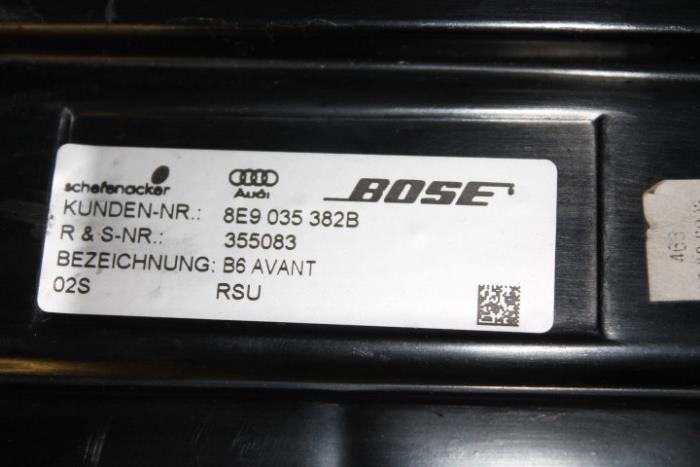 schefenacker Audi BOSE
KUNDEN-NR.: 8E9 035 382B
R & S-NR.: 355083
BEZEICHNUNG: B6 AVANT
02S RSU